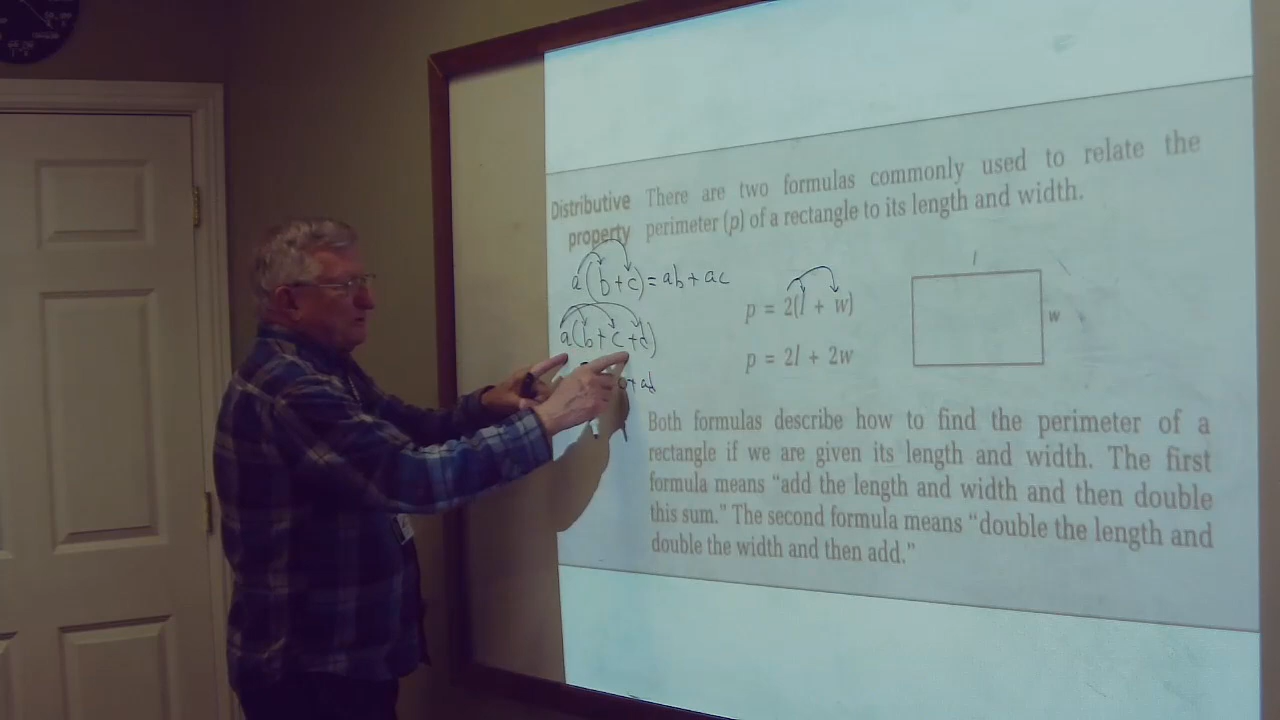 Distributive property
There are two formulas commonly used to relate the
perimeter (p) of a rectangle to its length and width.
a(b+c)=ab+ac
a(b+c+d)
+ad
p = 2(l + w)
p = 2l + 2w
l
w
Both formulas describe how to find the perimeter of a
rectangle if we are given its length and width. The first
formula means “add the length and width and then double
this sum.” The second formula means “double the length and
double the width and then add.”